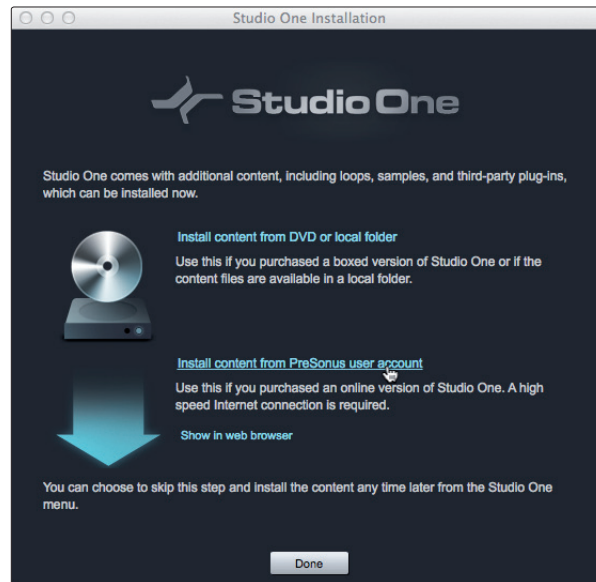 Studio One Installation
Studio One
Studio One comes with additional content, including loops, samples, and third-party plug-ins,
which can be installed now.
Install content from DVD or local folder
Use this if you purchased a boxed version of Studio One or if the
content files are available in a local folder.
Install content from PreSonus user account
Use this if you purchased an online version of Studio One. A high
speed Internet connection is required.
Show in web browser
You can choose to skip this step and install the content any time later from the Studio One
menu.
Done